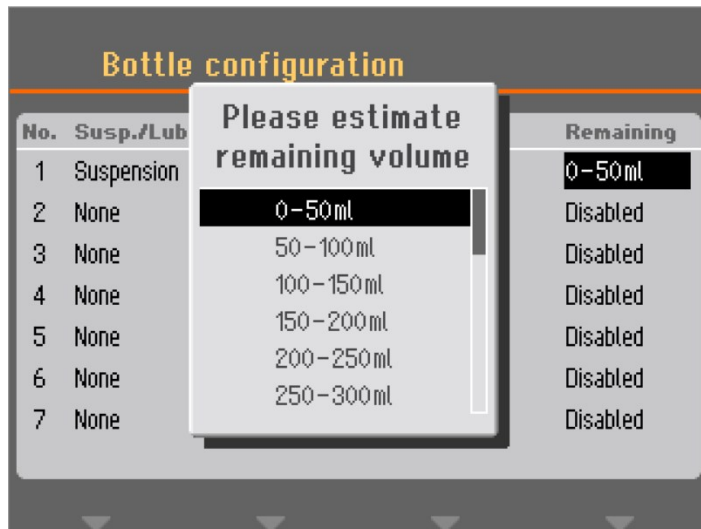 Bottle configuration
Please estimate
remaining volume
No. Susp./Lub Remaining
1 Suspension 0-50ml
2 None Disabled
3 None Disabled
4 None Disabled
5 None Disabled
6 None Disabled
7 None Disabled
0-50ml
50-100ml
100-150ml
150-200ml
200-250ml
250-300ml